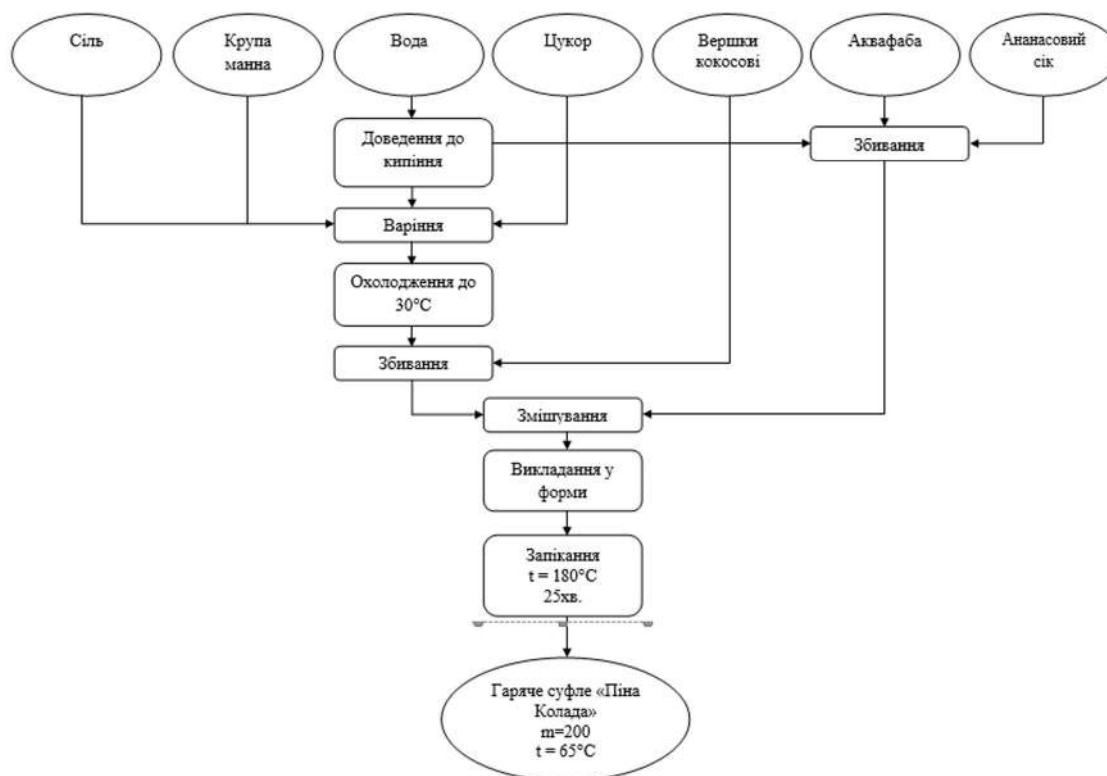 Сіль
Крупа
манна
Вода
Цукор
Вершки
кокосові
Аквафаба
Ананасовий
сік
Доведення до
кипіння
Збивання
Варіння
Охолодження до
30°С
Збивання
Змішування
Викладання у
форми
Запікання
t = 180°С
25хв.
Гаряче суфле «Піна
Колада»
m=200
t = 65°С